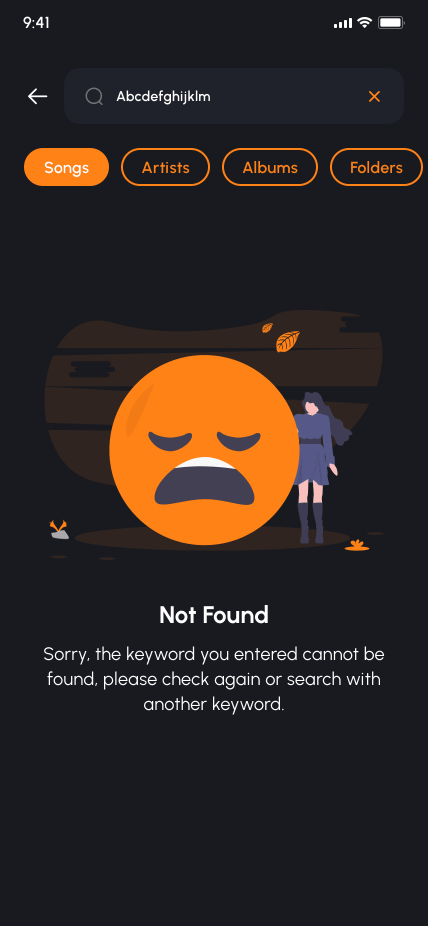 9:41
Abcdefghijklm
Songs
Artists
Albums
Folders
Not Found
Sorry, the keyword you entered cannot be
found, please check again or search with
another keyword.